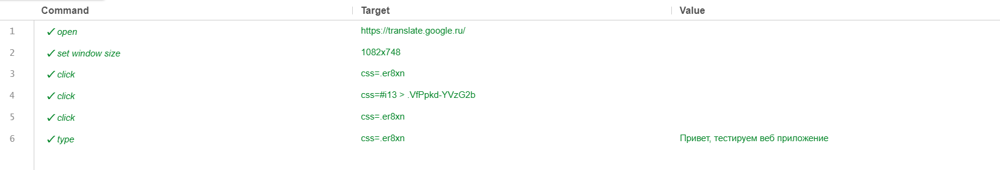 Command Target Value
1 ✓ open https://translate.google.ru/
2 ✓ set window size 1082x748
3 ✓ click css=.er8xn
4 ✓ click css=#i13 > .VfPpkd-YVzG2b
5 ✓ click css=.er8xn
6 ✓ type css=.er8xn Привет, тестируем веб приложение